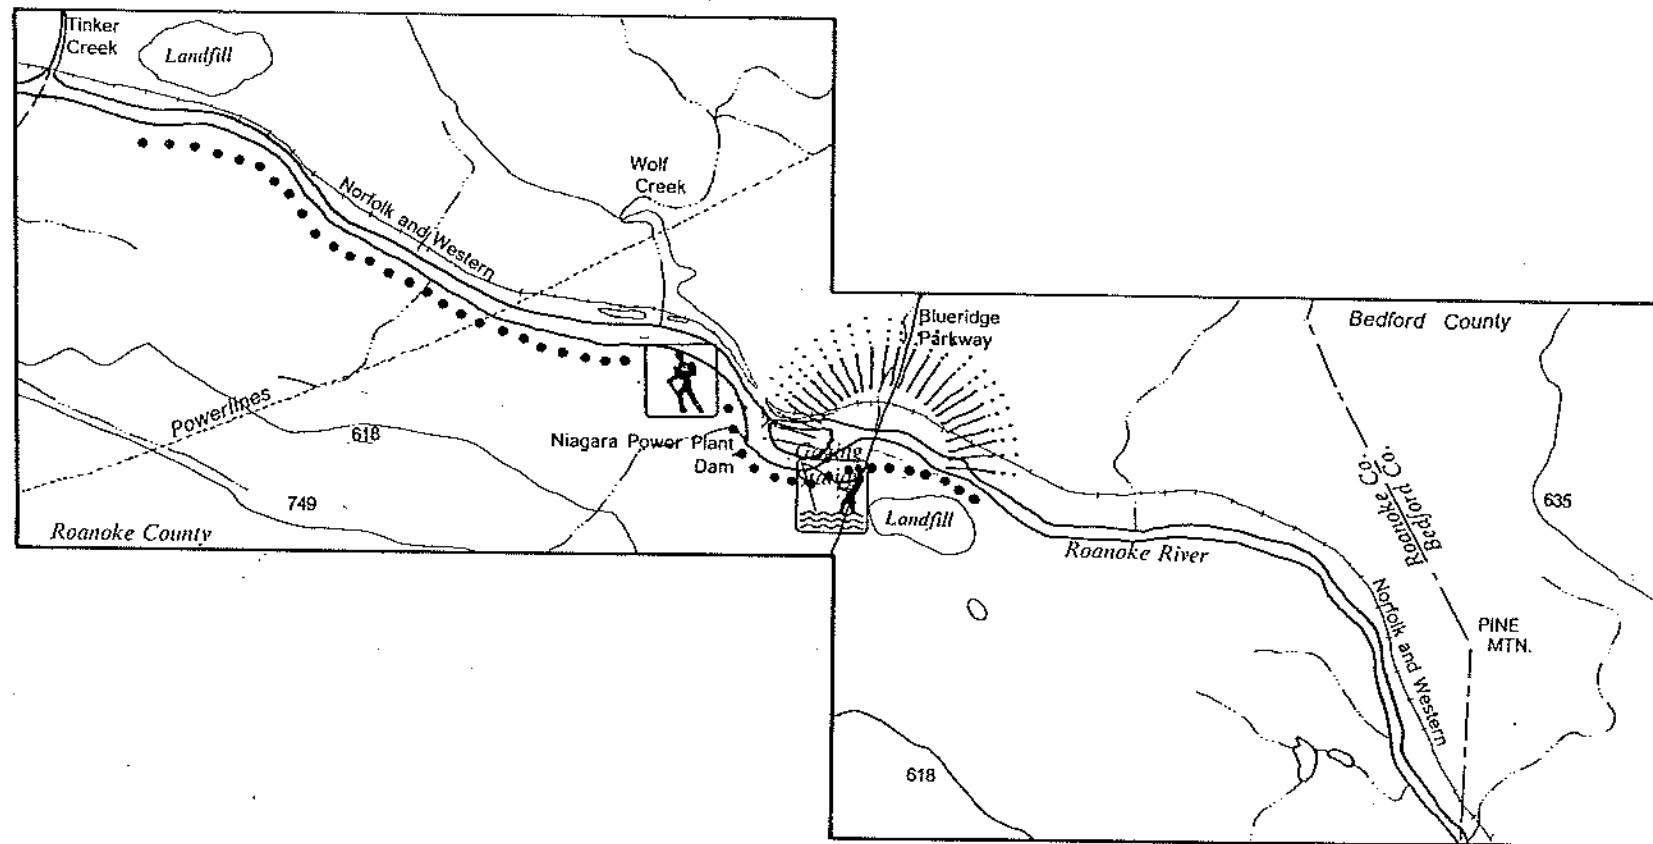 Tinker
Creek
Landfill
Norfolk and Western
Wolf
Creek
Blueridge
Parkway
Bedford County
Powerlines
618
Niagara Power Plant
Dam
Gaging
749
Landfill
Roanoke County
Roanoke River
Roanoke Co.
Bedford Co.
635
Norfolk and Western
PINE
MTN.
618